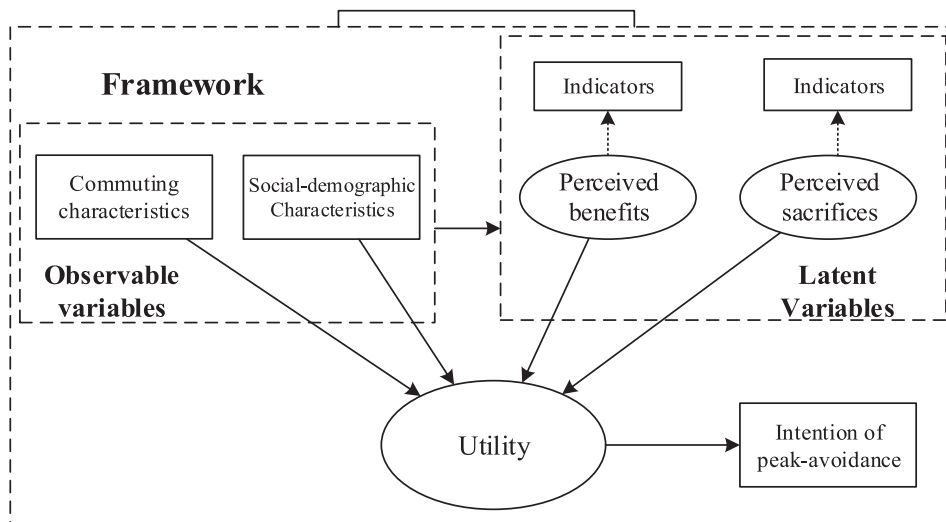 Framework
Indicators
Indicators
Commuting
characteristics
Social-demographic
Characteristics
Perceived
benefits
Perceived
sacrifices
Observable
variables
Latent
Variables
Utility
Intention of
peak-avoidance